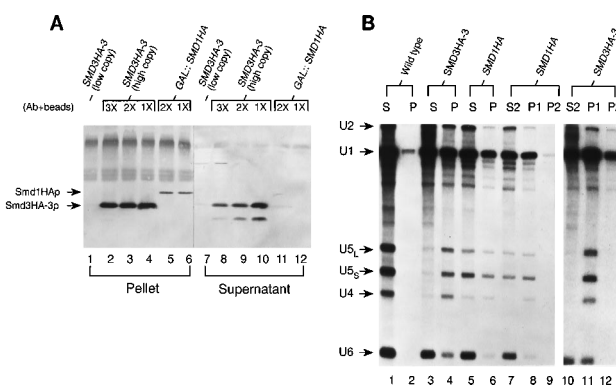 A
SMD3HA-3
(low copy)
SMD3HA-3
(high copy)
GAL:: SMD1HA
SMD3HA-3
(low copy)
SMD3HA-3
(high copy)
GAL:: SMD1HA
(Ab+beads) 3X 2X 1X 2X 1X 3X 2X 1X 2X 1X
Smd1HAp
Smd3HA-3p
1 2 3 4 5 6 7 8 9 10 11 12
Pellet Supernatant
B
Wild type
SMD3HA-3
SMD1HA
SMD1HA
SMD3HA-3
S P S P S P S2 P1 P2 S2 P1 P2
U2
U1
U5L
U5S
U4
U6
1 2 3 4 5 6 7 8 9 10 11 12